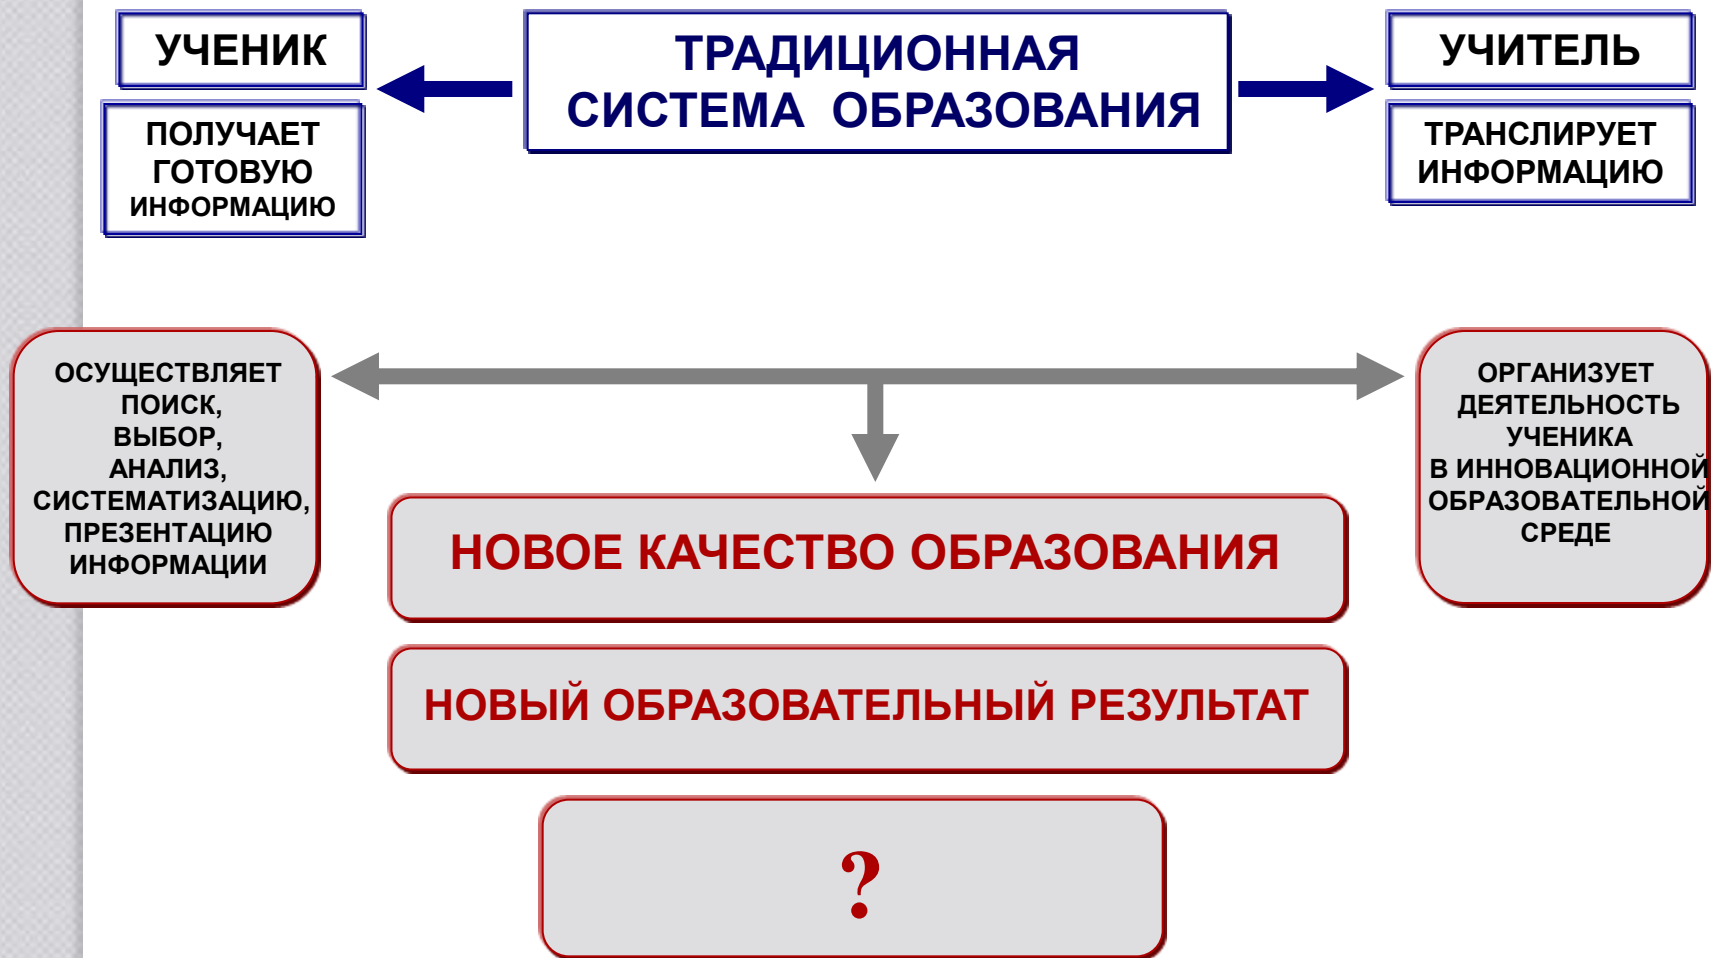 УЧЕНИК
ПОЛУЧАЕТ
ГОТОВУЮ
ИНФОРМАЦИЮ
ТРАДИЦИОННАЯ
СИСТЕМА ОБРАЗОВАНИЯ
УЧИТЕЛЬ
ТРАНСЛИРУЕТ
ИНФОРМАЦИЮ
ОСУЩЕСТВЛЯЕТ
ПОИСК,
ВЫБОР,
АНАЛИЗ,
СИСТЕМАТИЗАЦИЮ,
ПРЕЗЕНТАЦИЮ
ИНФОРМАЦИИ
ОРГАНИЗУЕТ
ДЕЯТЕЛЬНОСТЬ
УЧЕНИКА
В ИННОВАЦИОННОЙ
ОБРАЗОВАТЕЛЬНОЙ
СРЕДЕ
НОВОЕ КАЧЕСТВО ОБРАЗОВАНИЯ
НОВЫЙ ОБРАЗОВАТЕЛЬНЫЙ РЕЗУЛЬТАТ
?